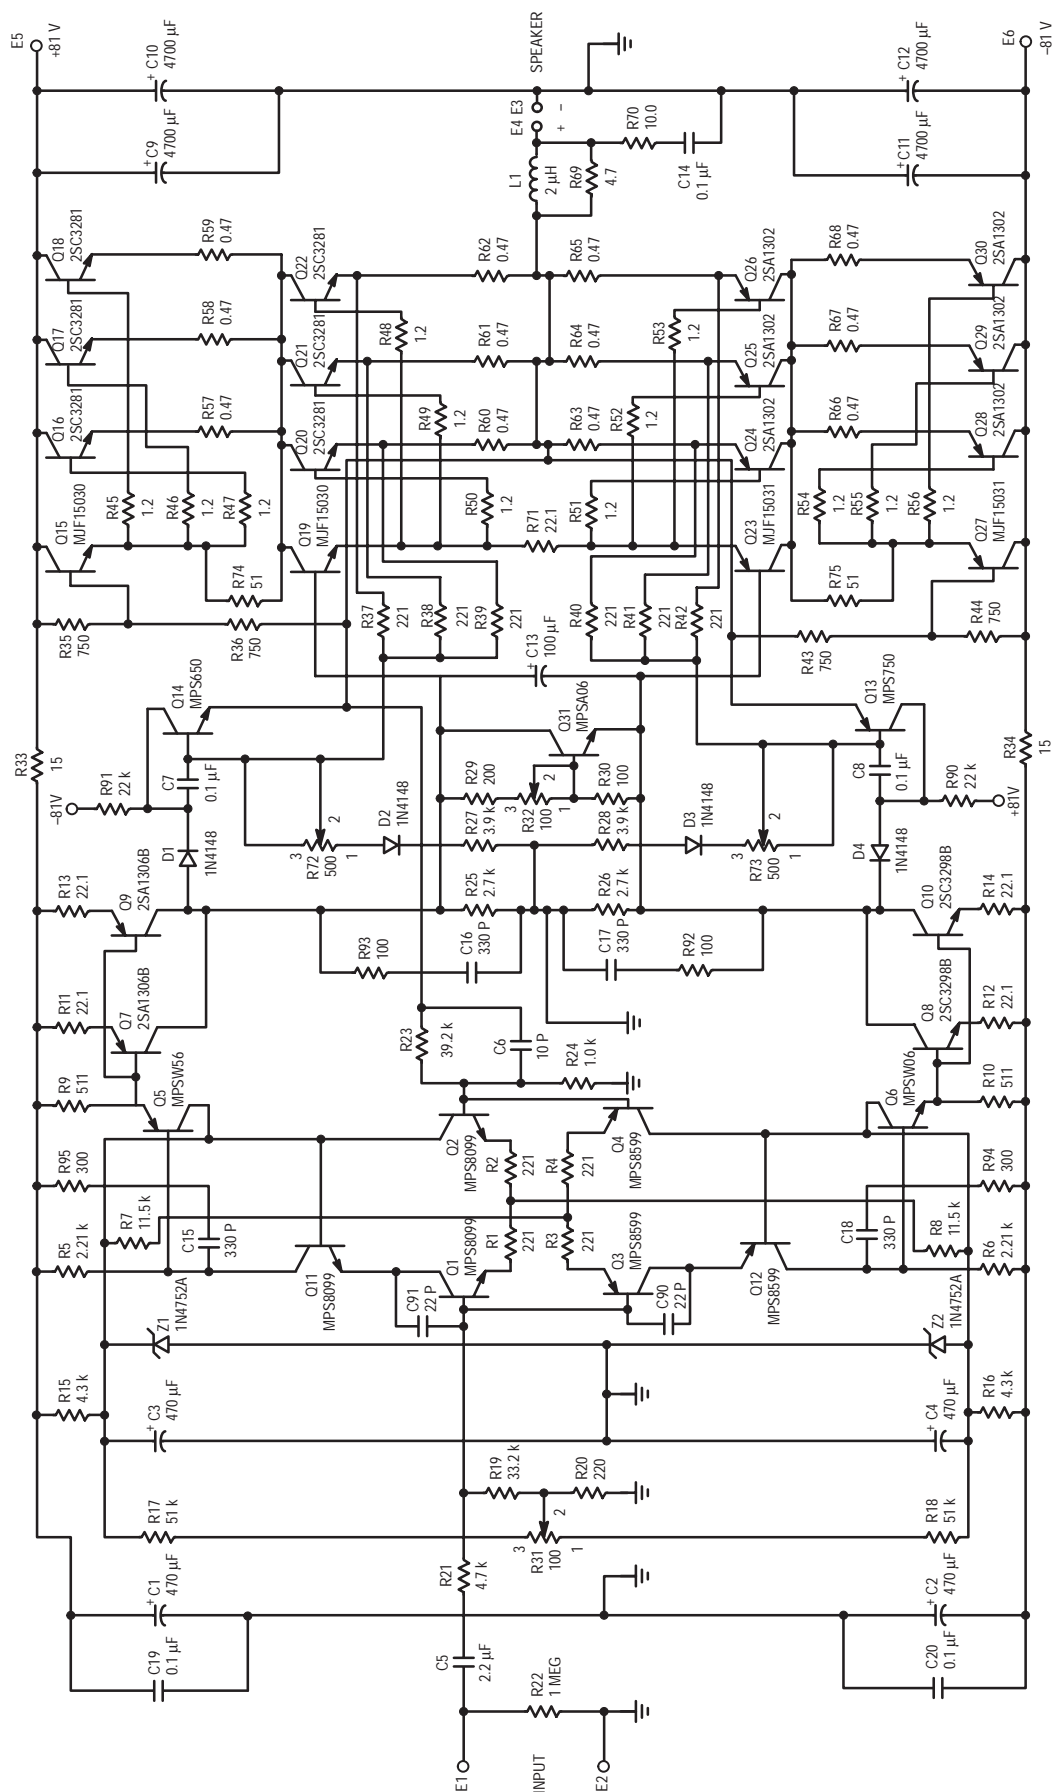 E5
+81 V
C10
4700 µF
C9
4700 µF
Q18
2SC3281
R59
0.47
Q17
2SC3281
R58
0.47
Q16
2SC3281
R57
0.47
Q15
MJF15030
R45
1.2
R46
1.2
R47
1.2
R74
51
R35
750
R36
750
Q22
2SC3281
Q21
2SC3281
Q20
2SC3281
Q19
MJF15030
R48
1.2
R49
1.2
R50
1.2
R62
0.47
R61
0.47
R60
0.47
R65
0.47
R64
0.47
R63
0.47
R71
22.1
R53
1.2
R52
1.2
R51
1.2
SPEAKER
E4 E3
+ −
L1
2 µH
R69
4.7
R70
10.0
C14
0.1 µF
C12
4700 µF
C11
4700 µF
E6
−81 V
Q26
2SA1302
Q25
2SA1302
Q24
2SA1302
Q23
MJF15031
R68
0.47
R67
0.47
R66
0.47
Q30
2SA1302
Q29
2SA1302
Q28
2SA1302
Q27
MJF15031
R54
1.2
R55
1.2
R56
1.2
R75
51
R43
750
R44
750
R37
221
R38
221
R39
221
R40
221
R41
221
R42
221
C13
100 µF
R33
15
−81V
R91
22 k
Q14
MPS650
C7
0.1 µF
D1
1N4148
3
R72
500
1
2
D2
1N4148
R27
3.9 k
R29
200
3
R32
100
1
2
R30
100
Q31
MPSA06
R28
3.9 k
D3
1N4148
3
R73
500
1
2
Q13
MPS750
C8
0.1 µF
D4
1N4148
R90
22 k
+81V
R34
15
R13
22.1
Q9
2SA1306B
R11
22.1
Q7
2SA1306B
R93
100
C16
330 P
R25
2.7 k
R26
2.7 k
C17
330 P
R92
100
Q10
2SC3298B
R14
22.1
Q8
2SC3298B
R12
22.1
R23
39.2 k
C6
10 P
R24
1.0 k
R9
511
Q5
MPSW56
R95
300
R7
11.5 k
C15
330 P
R5
2.21 k
Q11
MPS8099
Q2
MPS8099
R2
221
R4
221
Q4
MPS8599
R1
221
R3
221
Q1
MPS8099
Q3
MPS8599
C91
22 P
C90
22 P
Q12
MPS8599
Q6
MPSW06
R10
511
R94
300
C18
330 P
R8
11.5 k
R6
2.21 k
Z1
1N4752A
Z2
1N4752A
R15
4.3 k
C3
470 µF
R16
4.3 k
C4
470 µF
R17
51 k
R19
33.2 k
R20
220
3
R31
100
1
2
R18
51 k
R21
4.7 k
C1
470 µF
C19
0.1 µF
C2
470 µF
C20
0.1 µF
C5
2.2 µF
R22
1 MEG
E1
INPUT
E2